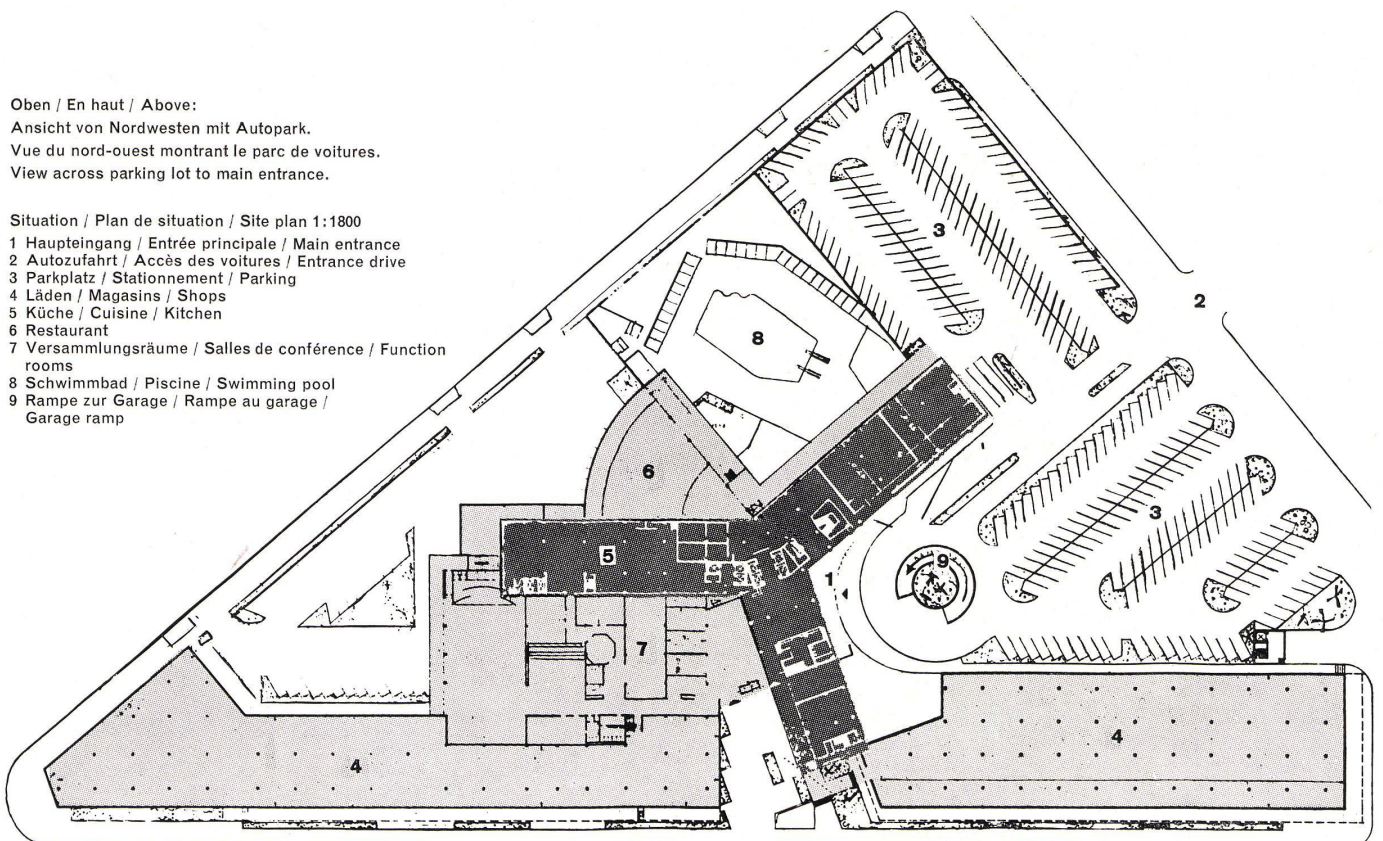 Oben / En haut / Above:
Ansicht von Nordwesten mit Autopark.
Vue du nord-ouest montrant le parc de voitures.
View across parking lot to main entrance.
Situation / Plan de situation / Site plan 1:1800
1 Haupteingang / Entrée principale / Main entrance
2 Autozufahrt / Accès des voitures / Entrance drive
3 Parkplatz / Stationnement / Parking
4 Läden / Magasins / Shops
5 Küche / Cuisine / Kitchen
6 Restaurant
7 Versammlungsräume / Salles de conférence / Function
rooms
8 Schwimmbad / Piscine / Swimming pool
9 Rampe zur Garage / Rampe au garage /
Garage ramp
3
2
8
6
3
5
9
1
7
4
4